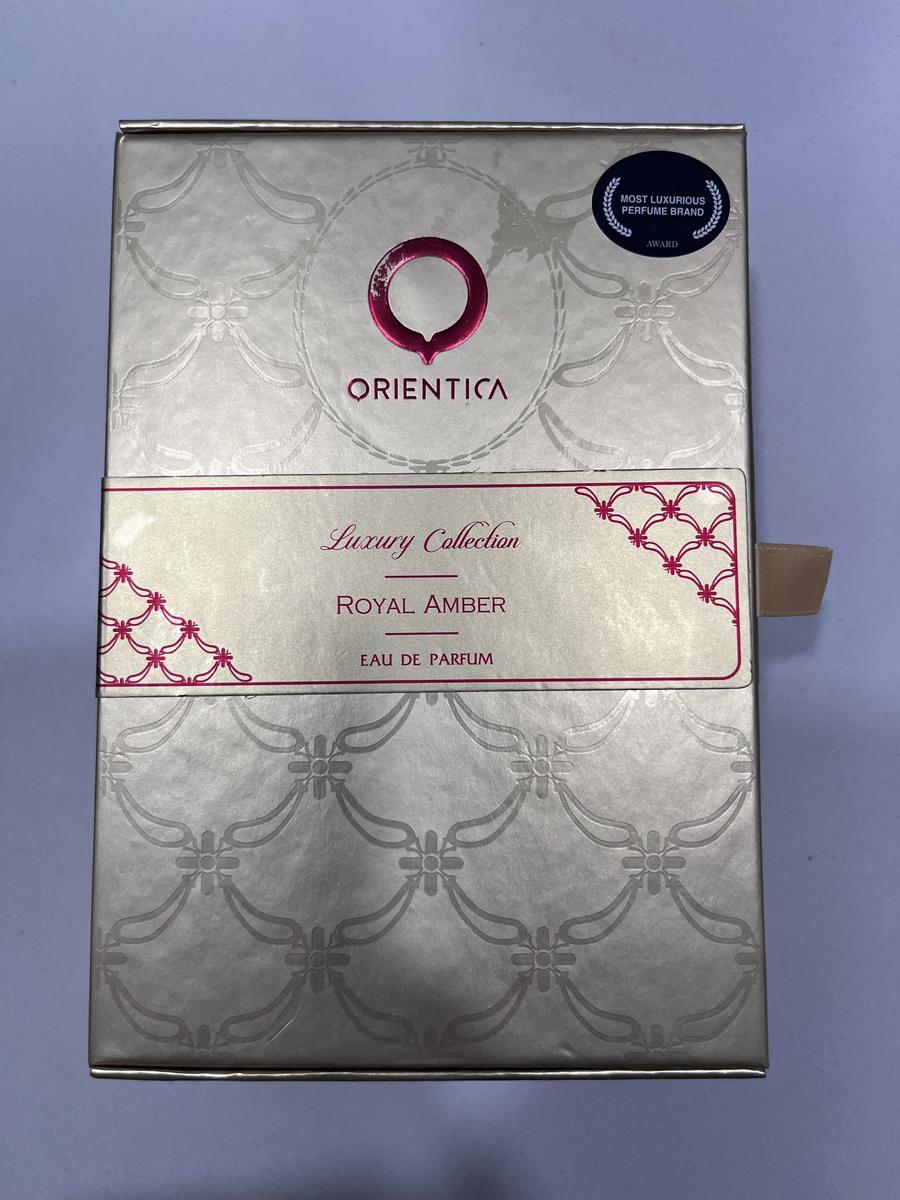 MOST LUXURIOUS
PERFUME BRAND
AWARD
ORIENTICA
Luxury Collection
ROYAL AMBER
EAU DE PARFUM